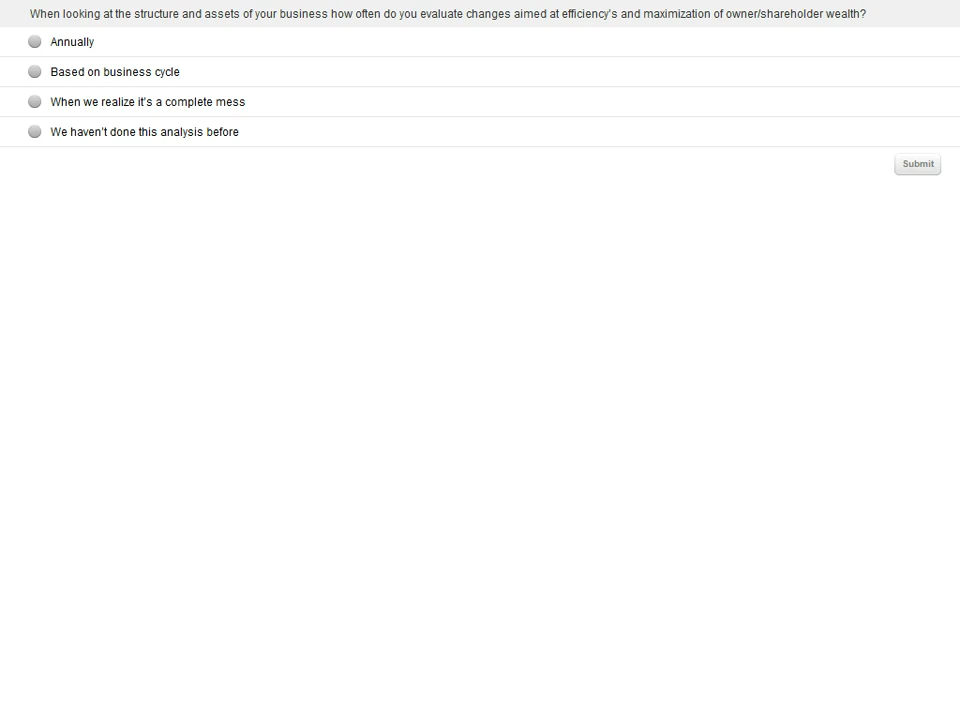 When looking at the structure and assets of your business how often do you evaluate changes aimed at efficiency's and maximization of owner/shareholder wealth?
Annually
Based on business cycle
When we realize it's a complete mess
We haven't done this analysis before
Submit